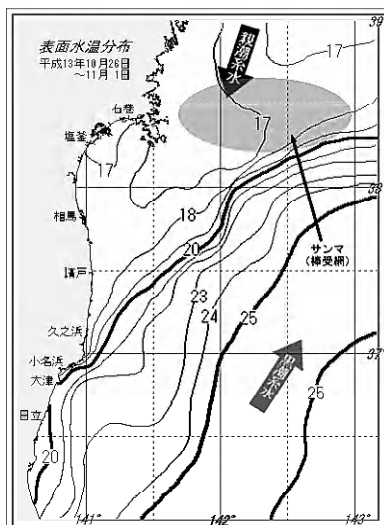 表面水温分布
平成13年10月26日
～11月 1日
親潮系水
39
17
石巻
塩釜
17
17
38
相馬
18
サンマ
(棒受網)
20
請戸
23
24
25
久之浜
小名浜
37°
大津
黒潮系水
日立
26
20
141°
142°
143°